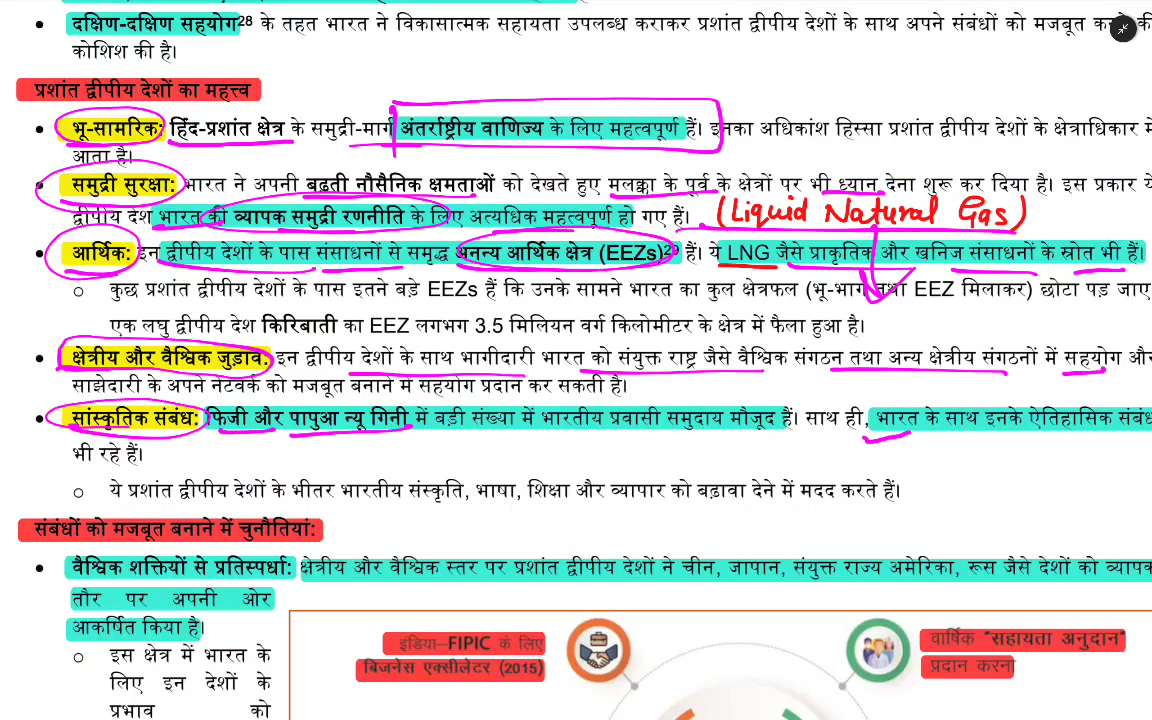 दक्षिण-दक्षिण सहयोग28 के तहत भारत ने विकासात्मक सहायता उपलब्ध कराकर प्रशांत द्वीपीय देशों के साथ अपने संबंधों को मजबूत करने की
कोशिश की है।
प्रशांत द्वीपीय देशों का महत्त्व
भू-सामरिक: हिंद-प्रशांत क्षेत्र के समुद्री-मार्ग अंतर्राष्ट्रीय वाणिज्य के लिए महत्वपूर्ण हैं। इनका अधिकांश हिस्सा प्रशांत द्वीपीय देशों के क्षेत्राधिकार में
आता है।
समुद्री सुरक्षा: भारत ने अपनी बढ़ती नौसैनिक क्षमताओं को देखते हुए मलक्का के पूर्व के क्षेत्रों पर भी ध्यान देना शुरू कर दिया है। इस प्रकार ये
द्वीपीय देश भारत की व्यापक समुद्री रणनीति के लिए अत्यधिक महत्वपूर्ण हो गए हैं।
(Liquid Natural Gas)
आर्थिक: इन द्वीपीय देशों के पास संसाधनों से समृद्ध अनन्य आर्थिक क्षेत्र (EEZs)29 हैं। ये LNG जैसे प्राकृतिक और खनिज संसाधनों के स्रोत भी हैं।
o कुछ प्रशांत द्वीपीय देशों के पास इतने बड़े EEZs हैं कि उनके सामने भारत का कुल क्षेत्रफल (भू-भाग तथा EEZ मिलाकर) छोटा पड़ जाए
एक लघु द्वीपीय देश किरिबाती का EEZ लगभग 3.5 मिलियन वर्ग किलोमीटर के क्षेत्र में फैला हुआ है।
क्षेत्रीय और वैश्विक जुड़ाव: इन द्वीपीय देशों के साथ भागीदारी भारत को संयुक्त राष्ट्र जैसे वैश्विक संगठन तथा अन्य क्षेत्रीय संगठनों में सहयोग और
साझेदारी के अपने नेटवर्क को मजबूत बनाने में सहयोग प्रदान कर सकती है।
सांस्कृतिक संबंध: फिजी और पापुआ न्यू गिनी में बड़ी संख्या में भारतीय प्रवासी समुदाय मौजूद हैं। साथ ही, भारत के साथ इनके ऐतिहासिक संबंध
भी रहे हैं।
o ये प्रशांत द्वीपीय देशों के भीतर भारतीय संस्कृति, भाषा, शिक्षा और व्यापार को बढ़ावा देने में मदद करते हैं।
संबंधों को मजबूत बनाने में चुनौतियां:
वैश्विक शक्तियों से प्रतिस्पर्धा: क्षेत्रीय और वैश्विक स्तर पर प्रशांत द्वीपीय देशों ने चीन, जापान, संयुक्त राज्य अमेरिका, रूस जैसे देशों को व्यापक
तौर पर अपनी ओर
आकर्षित किया है।
o इस क्षेत्र में भारत के
लिए इन देशों के
प्रभाव को
इंडिया-FIPIC के लिए
बिजनेस एक्सीलेटर (2015)
वार्षिक "सहायता अनुदान"
प्रदान करना